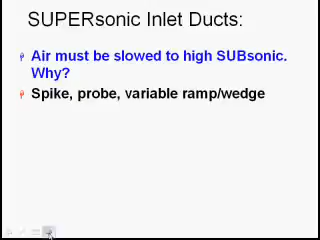 SUPERsonic Inlet Ducts:
Air must be slowed to high SUBsonic.
Why?
Spike, probe, variable ramp/wedge